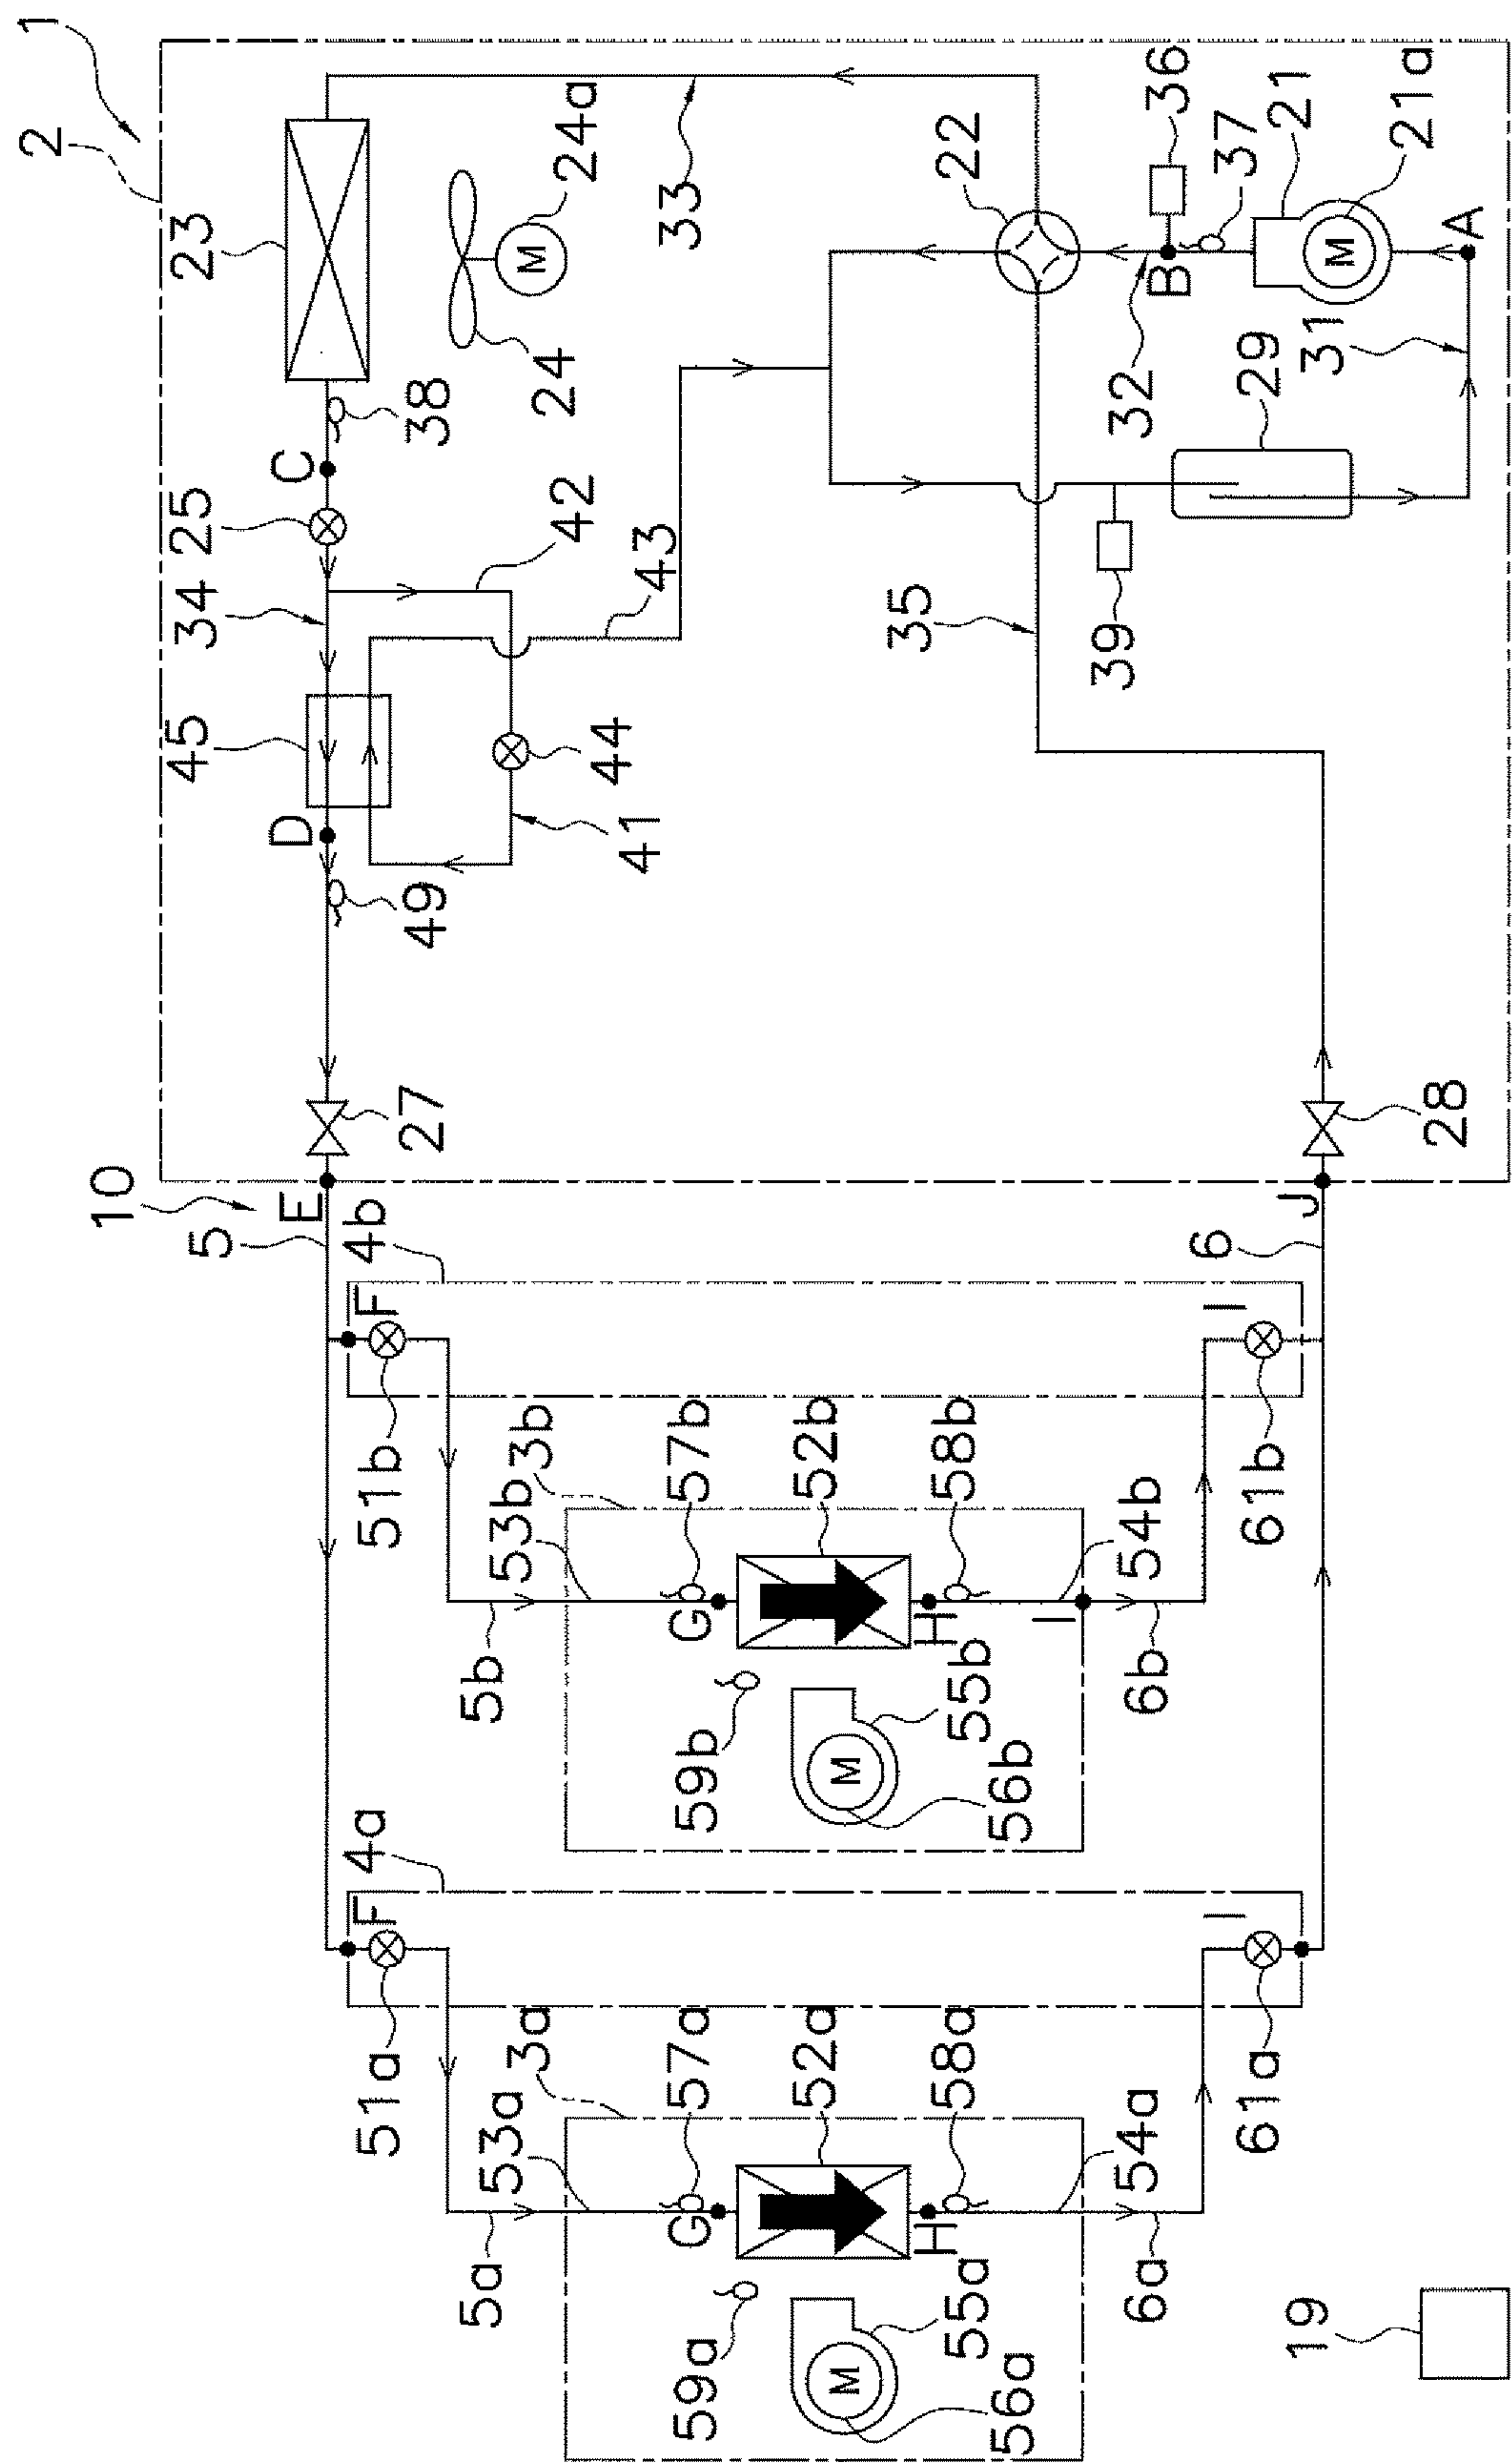 1
2
10
5
45
34
25
23
E
D
C
4a
F
51a
4b
F
51b
27
49
38
5a
53a
3a
5b
53b
3b
24
M
24a
42
44
41
43
33
59a
G
57a
59b
G
57b
52a
52b
M
M
35
22
55a
H
58a
55b
H
58b
56a
56b
I
54a
54b
6a
6b
39
32
B
36
I
I
6
37
61a
61b
29
21
19
J
31
M
28
21a
A